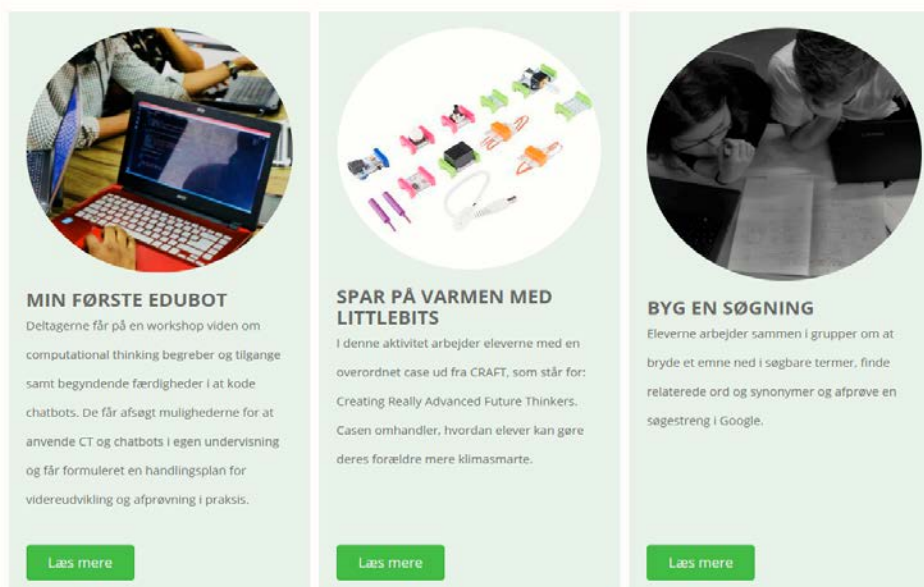 MIN FØRSTE EDUBOT
Deltagerne får på en workshop viden om
computational thinking begreber og tilgange
samt begyndende færdigheder i at kode
chatbots. De får afsøgt mulighederne for at
anvende CT og chatbots i egen undervisning
og får formuleret en handlingsplan for
videreudvikling og afprøvning i praksis.
Læs mere
SPAR PÅ VARMEN MED
LITTLEBITS
I denne aktivitet arbejder eleverne med en
overordnet case ud fra CRAFT, som står for:
Creating Really Advanced Future Thinkers.
Casen omhandler, hvordan elever kan gøre
deres forældre mere klimasmarte.
Læs mere
BYG EN SØGNING
Eleverne arbejder sammen i grupper om at
bryde et emne ned i søgbare termer, finde
relaterede ord og synonymer og afprøve en
søgestreng i Google.
Læs mere